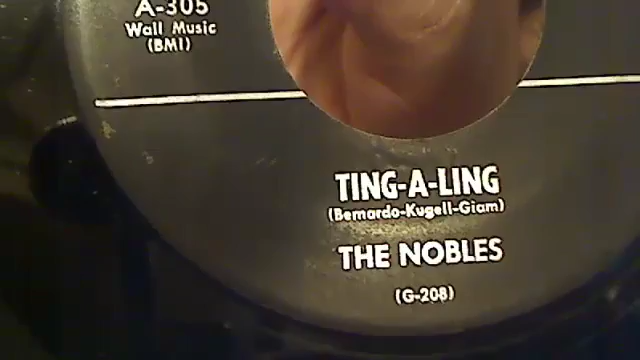 A-305
Wall Music
(BMI)
TING-A-LING
(Bernardo-Kugell-Giam)
THE NOBLES
(G-208)